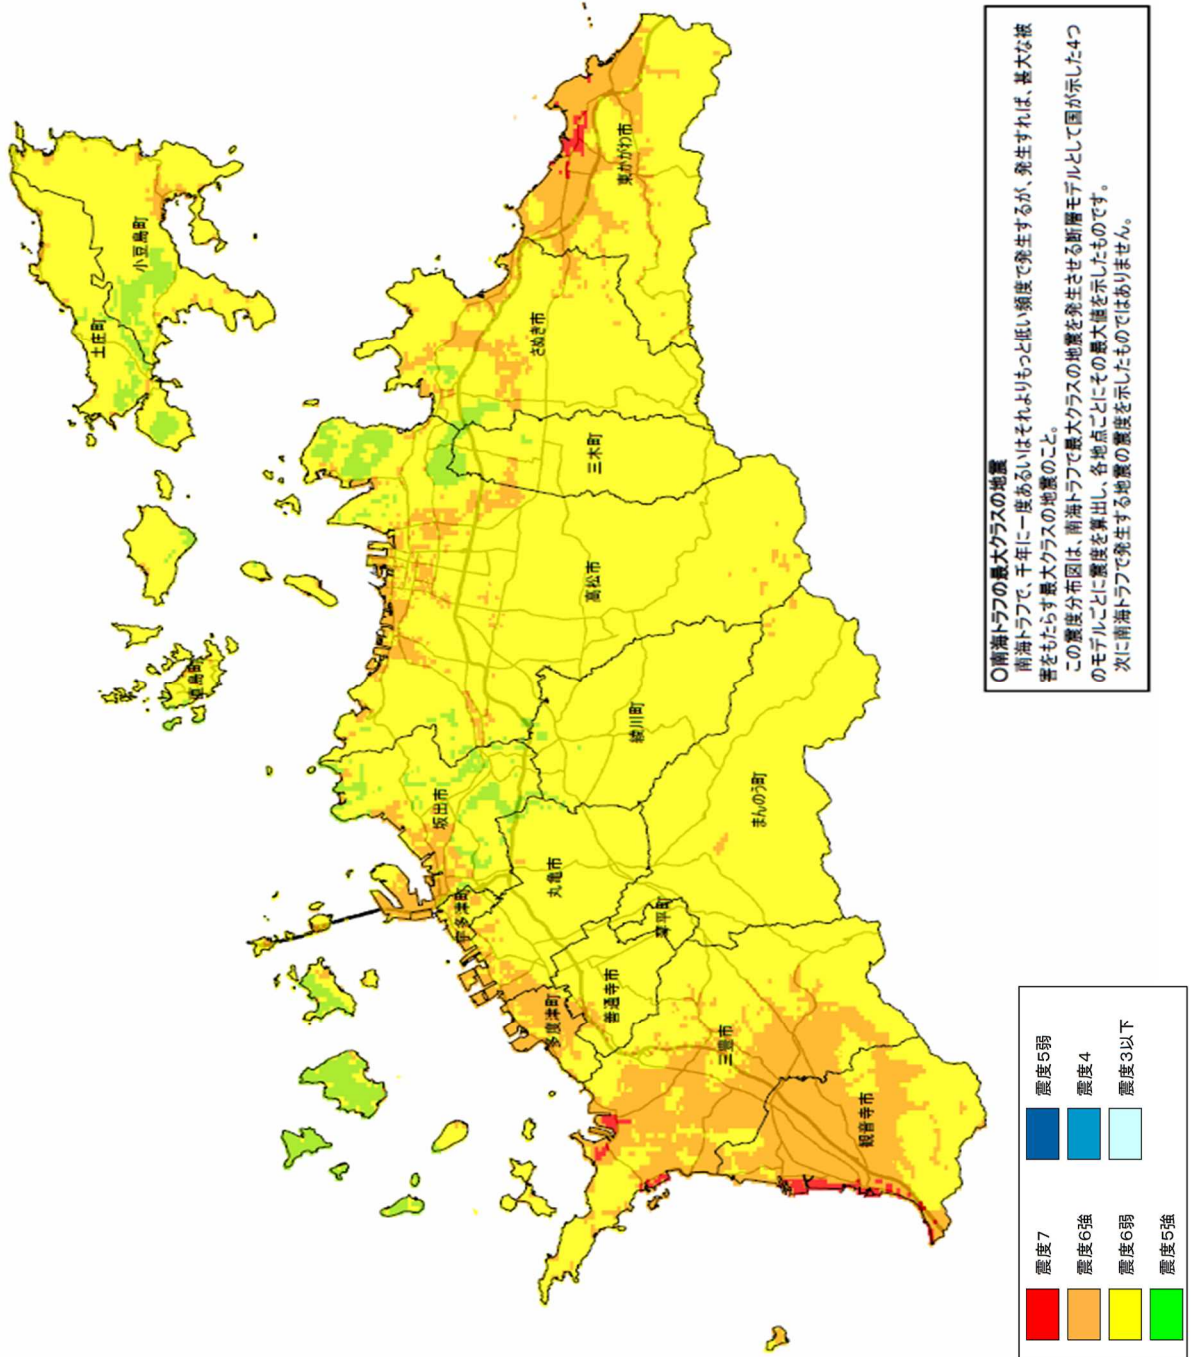 小豆島町
土庄町
直島町
東かがわ市
さぬき市
三木町
高松市
綾川町
坂出市
宇多津町
丸亀市
まんのう町
琴平町
善通寺市
多度津町
三豊市
観音寺市
〇南海トラフの最大クラスの地震
南海トラフで、千年に一度あるいはそれよりもっと低い頻度で発生するが、発生すれば、甚大な被
害をもたらす最大クラスの地震のこと。
この震度分布図は、南海トラフで最大クラスの地震を発生させる断層モデルとして国が示した4つ
のモデルごとに震度を算出し、各地点ごとにその最大値を示したものです。
次に南海トラフで発生する地震の震度を示したものではありません。
震度7
震度6強
震度6弱
震度5強
震度5弱
震度4
震度3以下